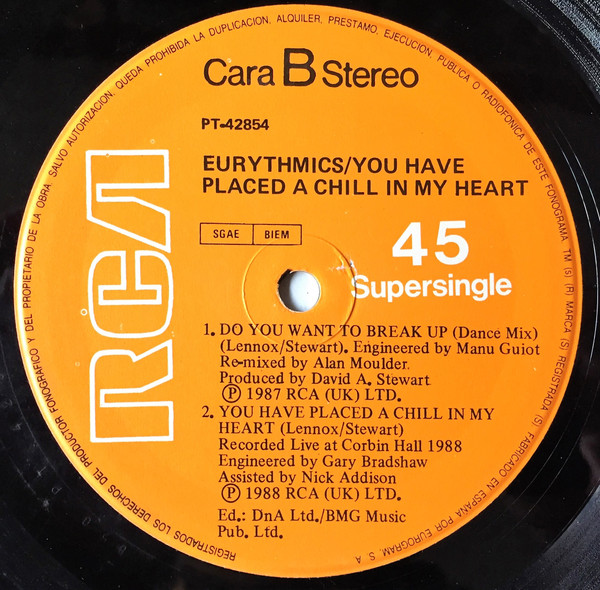 REGISTRADOS LOS DERECHOS DEL PRODUCTOR FONOGRAFICO Y DEL PROPIETARIO DE LA OBRA. SALVO AUTORIZACION, QUEDA PROHIBIDA LA DUPLICACION, ALQUILER, PRESTAMO, EJECUCION, PUBLICA O RADIOFONICA DE ESTE FONOGRAMA TM (S) (R) MARCA (S) REGISTRADA (S) FABRICADO EN ESPAÑA POR EUROGRAM, S. A
Cara B Stereo
PT-42854
EURYTHMICS/YOU HAVE
PLACED A CHILL IN MY HEART
RCA
SGAE BIEM
45
Supersingle
1. DO YOU WANT TO BREAK UP (Dance Mix)
(Lennox/Stewart). Engineered by Manu Guiot
Re-mixed by Alan Moulder.
Produced by David A. Stewart
Ⓟ 1987 RCA (UK) LTD.
2. YOU HAVE PLACED A CHILL IN MY
HEART (Lennox/Stewart)
Recorded Live at Corbin Hall 1988
Engineered by Gary Bradshaw
Assisted by Nick Addison
Ⓟ 1988 RCA (UK) LTD.
Ed.: DnA Ltd./BMG Music
Pub. Ltd.